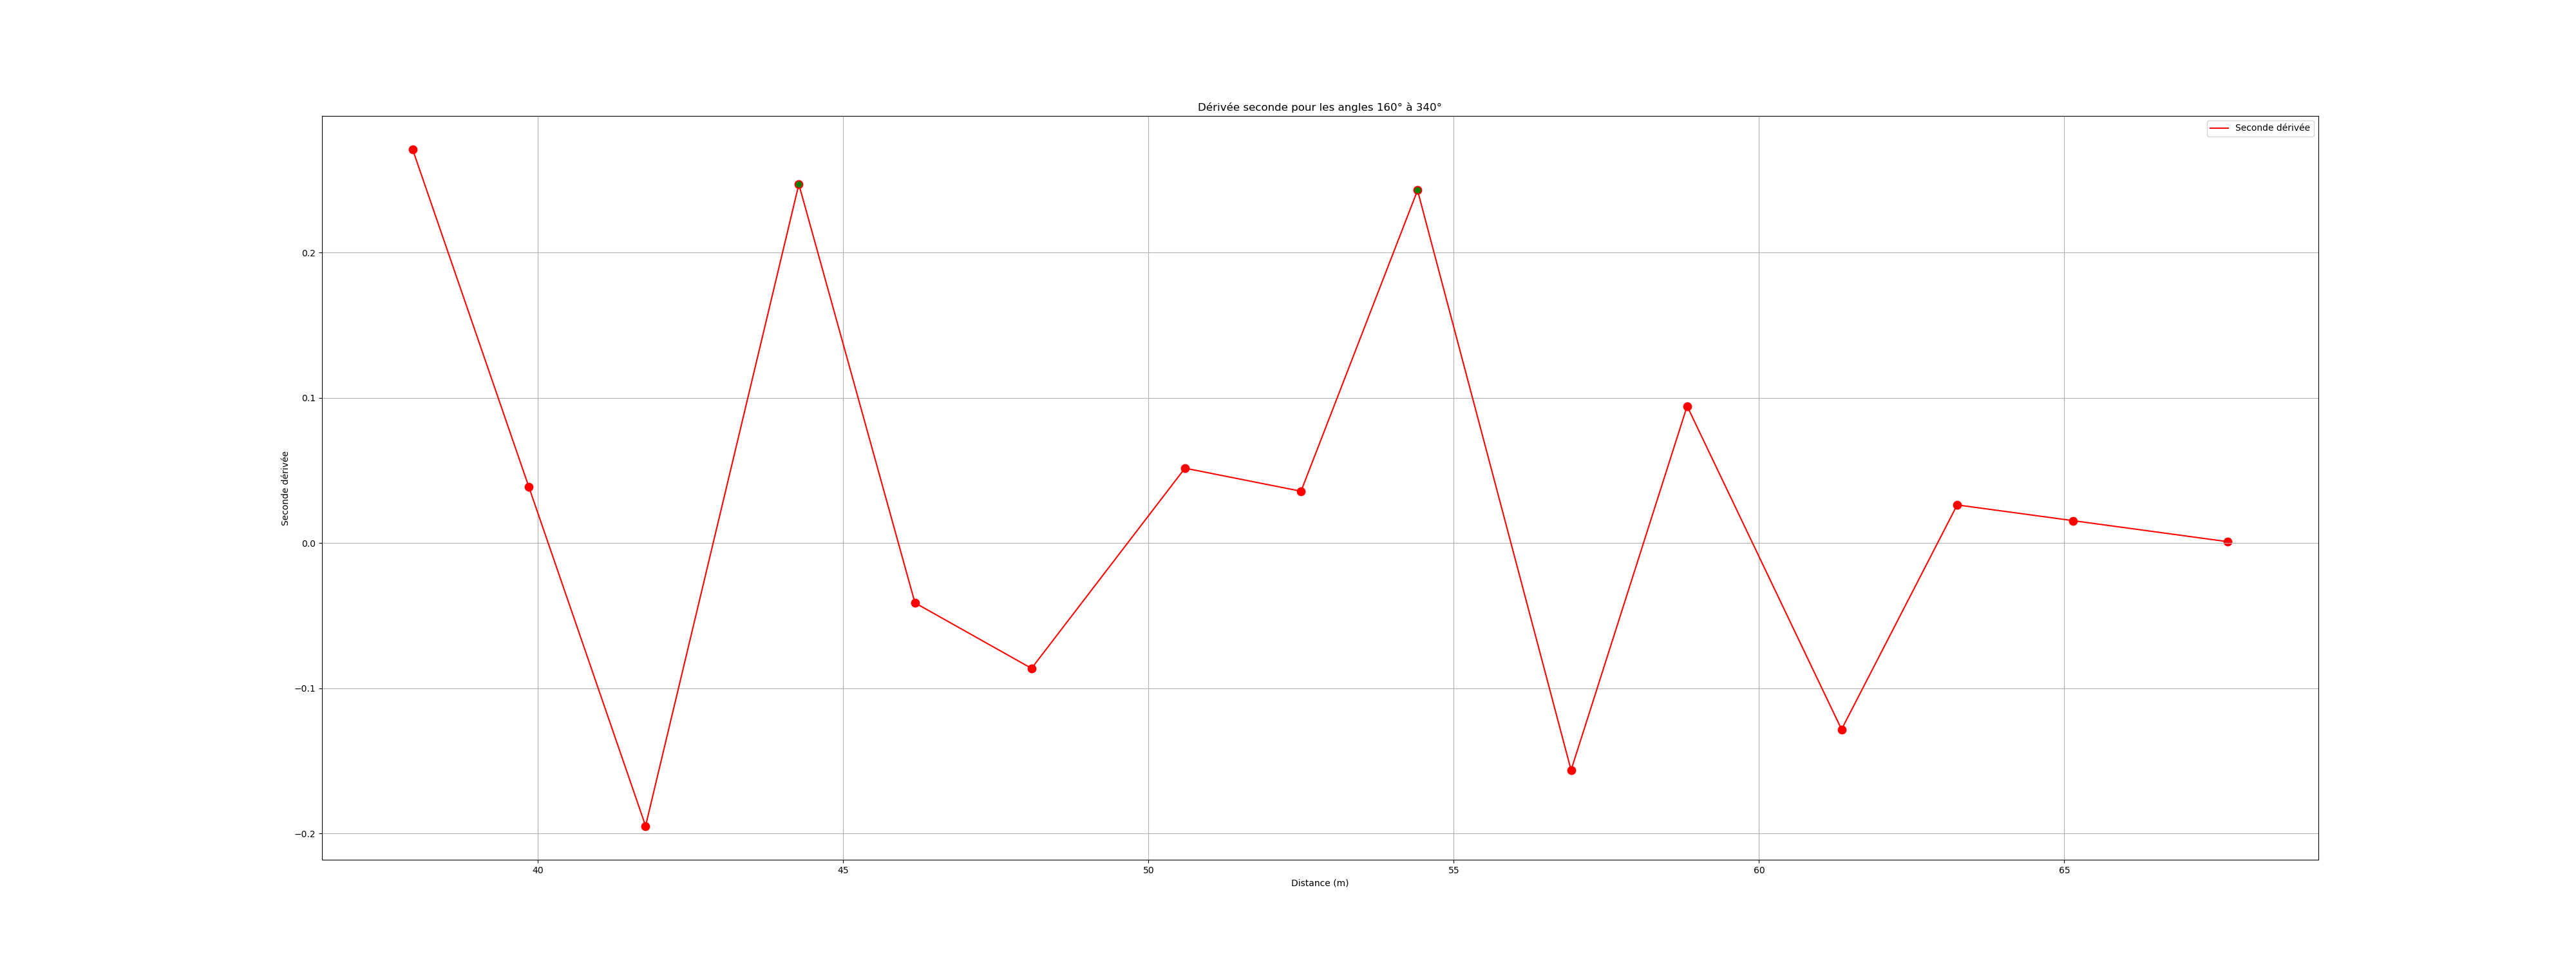 Dérivée seconde pour les angles 160° à 340°
Seconde dérivée
Seconde dérivée
0.2
0.1
0.0
−0.1
−0.2
40 45 50 55 60 65
Distance (m)